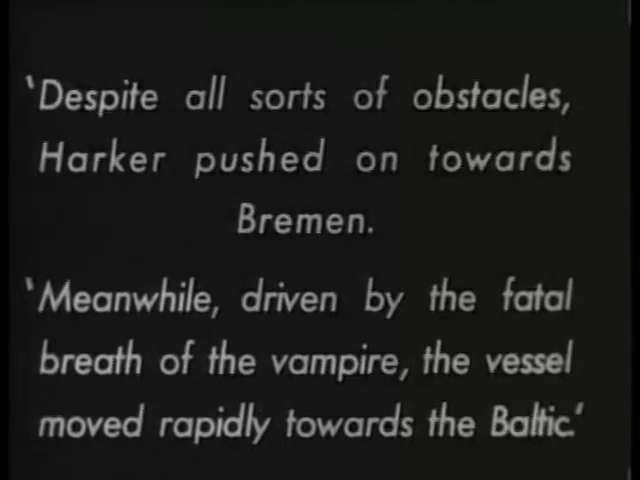 'Despite all sorts of obstacles,
Harker pushed on towards
Bremen.
'Meanwhile, driven by the fatal
breath of the vampire, the vessel
moved rapidly towards the Baltic.'